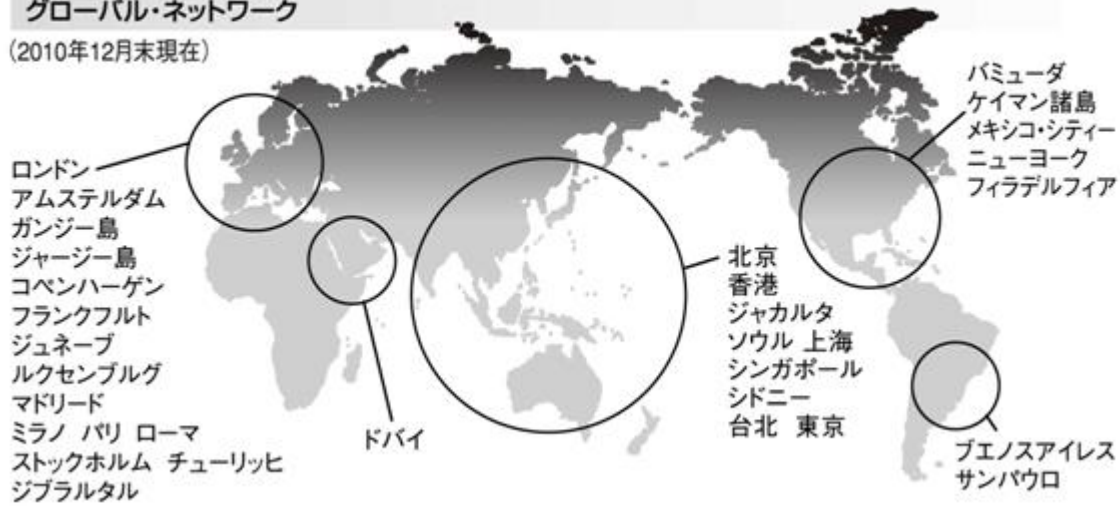 グローバル・ネットワーク
(2010年12月末現在)
ロンドン
アムステルダム
ガンジー島
ジャージー島
コペンハーゲン
フランクフルト
ジュネーブ
ルクセンブルグ
マドリード
ミラノ パリ ローマ
ストックホルム チューリッヒ
ジブラルタル
ドバイ
北京
香港
ジャカルタ
ソウル 上海
シンガポール
シドニー
台北 東京
バミューダ
ケイマン諸島
メキシコ・シティー
ニューヨーク
フィラデルフィア
ブエノスアイレス
サンパウロ